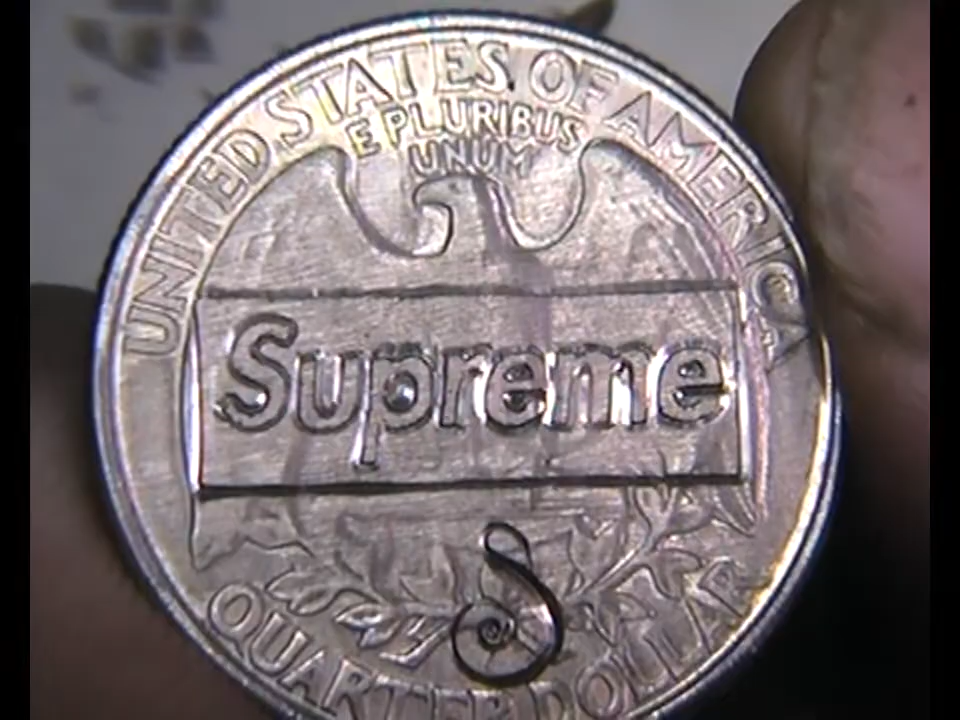 UNITED STATES OF AMERICA
E PLURIBUS
UNUM
Supreme
QUARTER DOLLAR